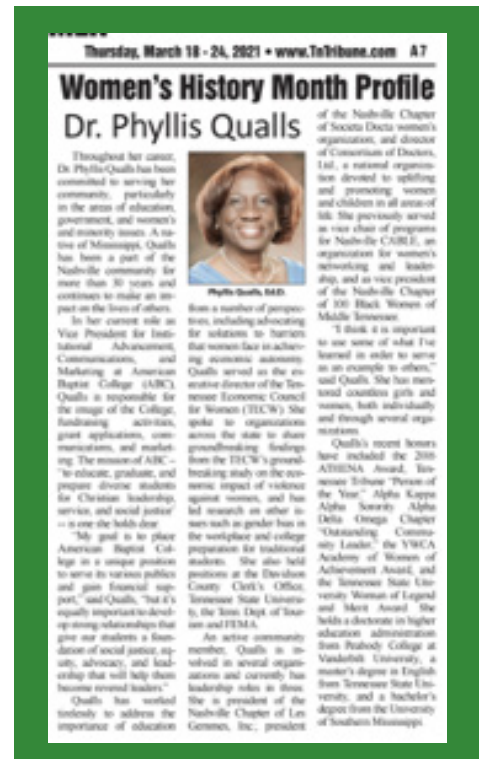 Thursday, March 18 - 24, 2021 • www.TnTribune.com A7
Women's History Month Profile
Dr. Phyllis Qualls
Throughout her career,
Dr. Phyllis Qualls has been
committed to serving her
community, particularly
in the areas of education,
government, and women's
and minority issues. A na-
tive of Mississippi, Qualls
has been a part of the
Nashville community for
more than 30 years and
continues to make an im-
pact on the lives of others.
In her current role as
Vice President for Insti-
tutional Advancement,
Communications, and
Marketing at American
Baptist College (ABC),
Qualls is responsible for
the image of the College,
fundraising activities,
grant applications, com-
munications, and market-
ing. The mission of ABC –
"to educate, graduate, and
prepare diverse students
for Christian leadership,
service, and social justice"
-- is one she holds dear.
"My goal is to place
American Baptist Col-
lege in a unique position
to serve its various publics
and gain financial sup-
port," said Qualls, "but it's
equally important to devel-
op strong relationships that
give our students a foun-
dation of social justice, eq-
uity, advocacy, and lead-
ership that will help them
become revered leaders."
Qualls has worked
tirelessly to address the
importance of education
Phyllis Qualls, Ed.D.
from a number of perspec-
tives, including advocating
for solutions to barriers
that women face in achiev-
ing economic autonomy.
Qualls served as the ex-
ecutive director of the Ten-
nessee Economic Council
for Women (TECW). She
spoke to organizations
across the state to share
groundbreaking findings
from the TECW's ground-
breaking study on the eco-
nomic impact of violence
against women, and has
led research on other is-
sues such as gender bias in
the workplace and college
preparation for traditional
students. She also held
positions at the Davidson
County Clerk's Office,
Tennessee State Universi-
ty, the Tenn. Dept. of Tour-
ism and FEMA.
An active community
member, Qualls is in-
volved in several organi-
zations and currently has
leadership roles in three.
She is president of the
Nashville Chapter of Les
Gemmes, Inc., president
of the Nashville Chapter
of Societa Docta women's
organization, and director
of Consortium of Doctors,
Ltd., a national organiza-
tion devoted to uplifting
and promoting women
and children in all areas of
life. She previously served
as vice chair of programs
for Nashville CABLE, an
organization for women's
networking and leader-
ship, and as vice president
of the Nashville Chapter
of 100 Black Women of
Middle Tennessee.
"I think it is important
to use some of what I've
learned in order to serve
as an example to others,"
said Qualls. She has men-
tored countless girls and
women, both individually
and through several orga-
nizations.
Qualls's recent honors
have included the 2016
ATHENA Award, Ten-
nessee Tribune "Person of
the Year," Alpha Kappa
Alpha Sorority Alpha
Delta Omega Chapter
"Outstanding Commu-
nity Leader," the YWCA
Academy of Women of
Achievement Award, and
the Tennessee State Uni-
versity Woman of Legend
and Merit Award. She
holds a doctorate in higher
education administration
from Peabody College at
Vanderbilt University, a
master's degree in English
from Tennessee State Uni-
versity, and a bachelor's
degree from the University
of Southern Mississippi.